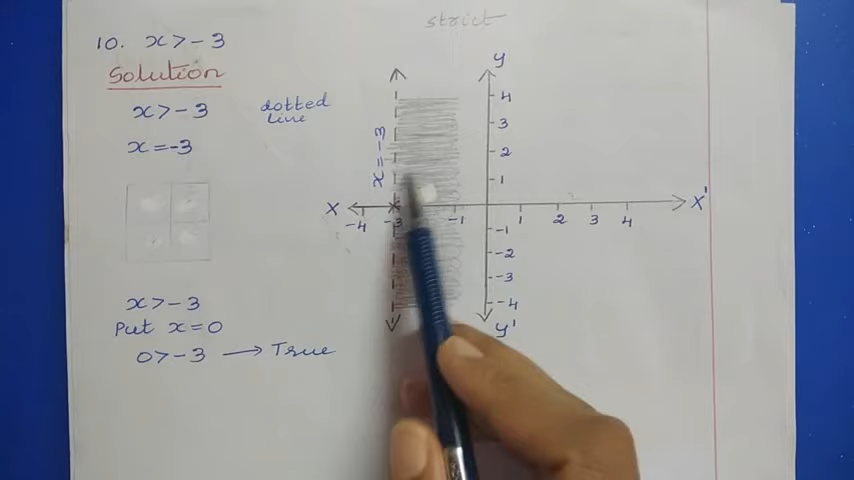 strict
10. x > -3
Solution
x > -3
dotted line
x = -3
x > -3
Put x = 0
0 > -3 → True
x = -3
y
4
3
2
1
X
-4
-3
-1
1
2
3
4
X'
-1
-2
-3
-4
y'